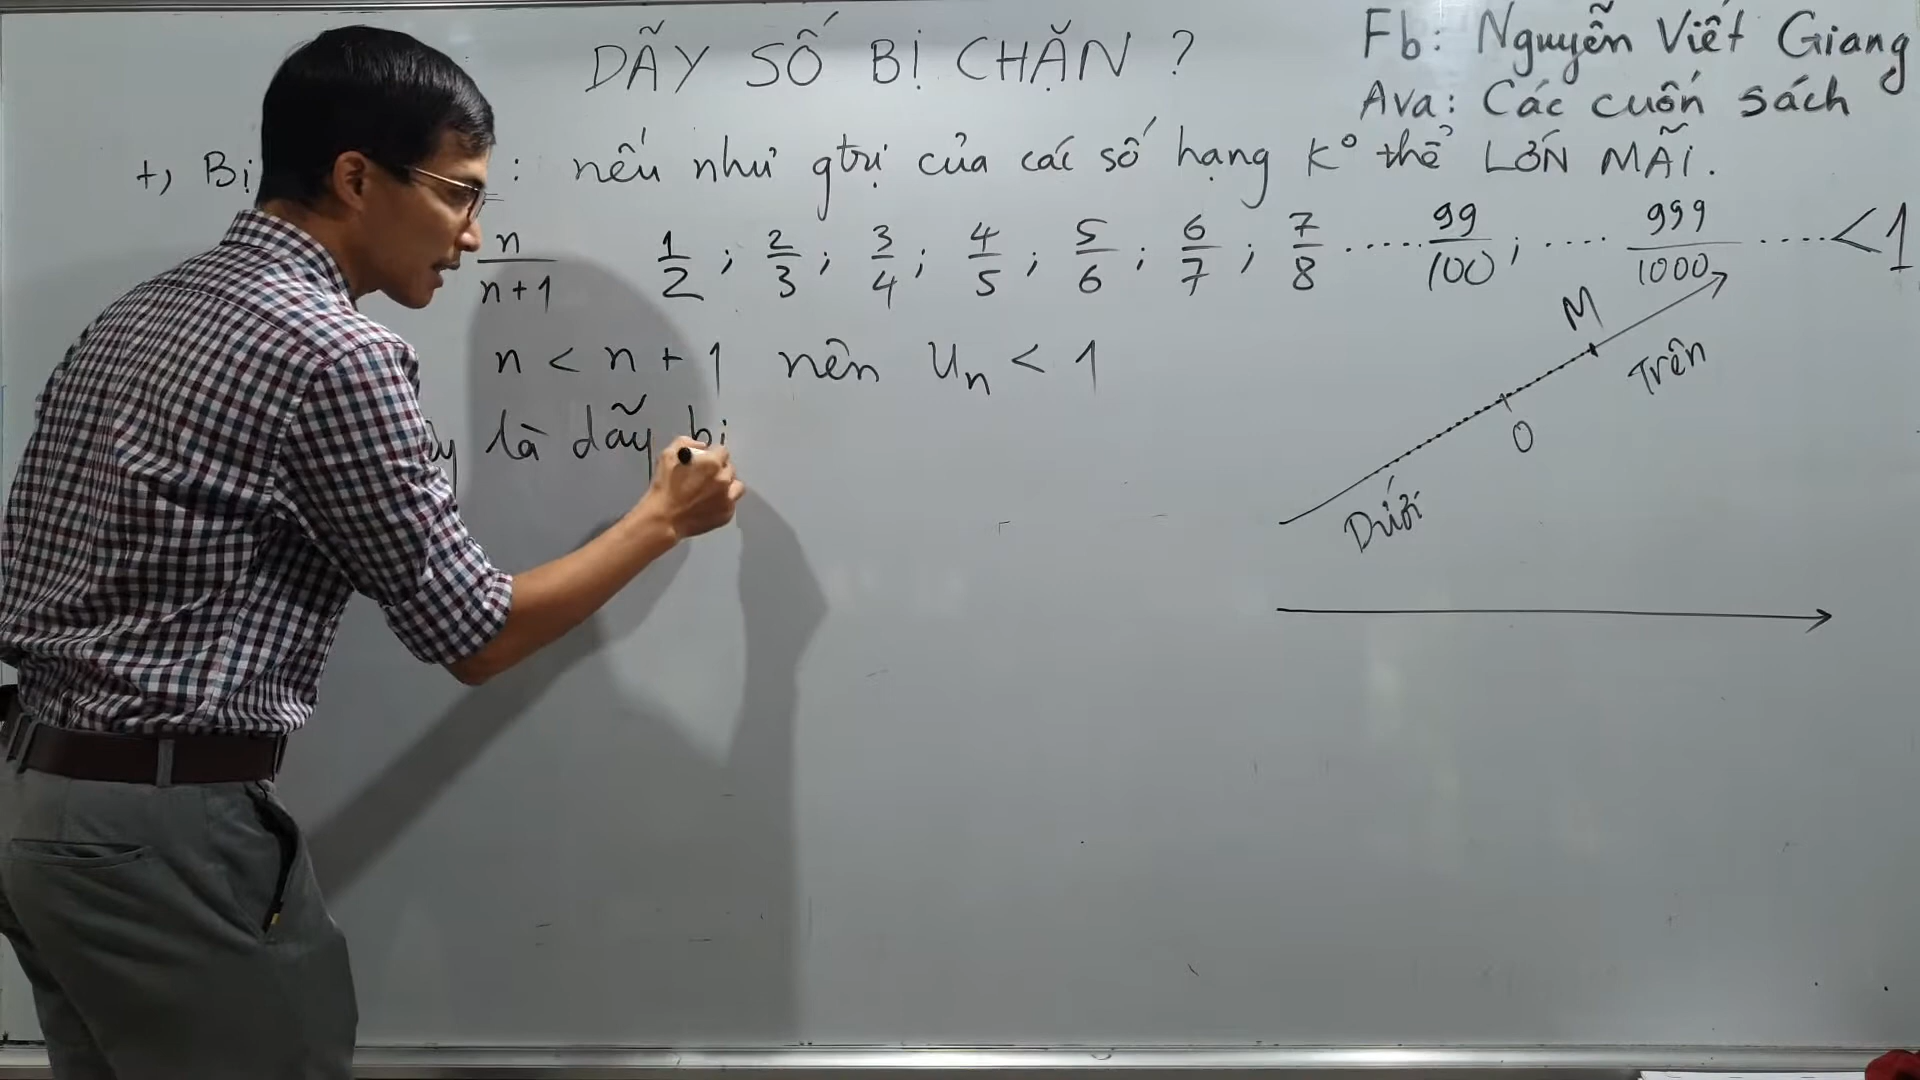 DÃY SỐ BỊ CHẶN ?
Fb: Nguyễn Viết Giang
Ava: Các cuốn sách
+, Bị : nếu như gtrị của các số hạng K° thể LỚN MÃI.
n/(n+1) 1/2 ; 2/3 ; 3/4 ; 4/5 ; 5/6 ; 6/7 ; 7/8 ..... 99/100 ; .... 999/1000 ....< 1
n < n + 1 nên Uₙ < 1
là dãy bị
M
Trên
O
Dưới